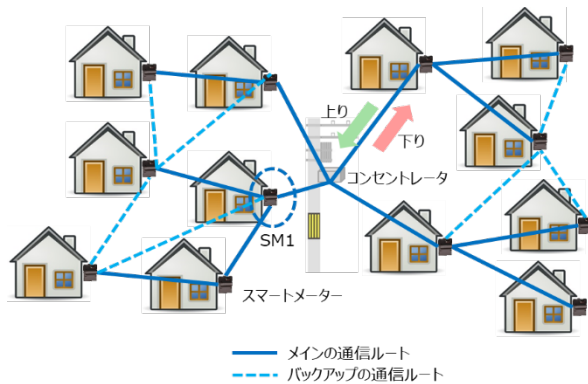 上り
下り
コンセントレータ
SM1
スマートメーター
メインの通信ルート
バックアップの通信ルート